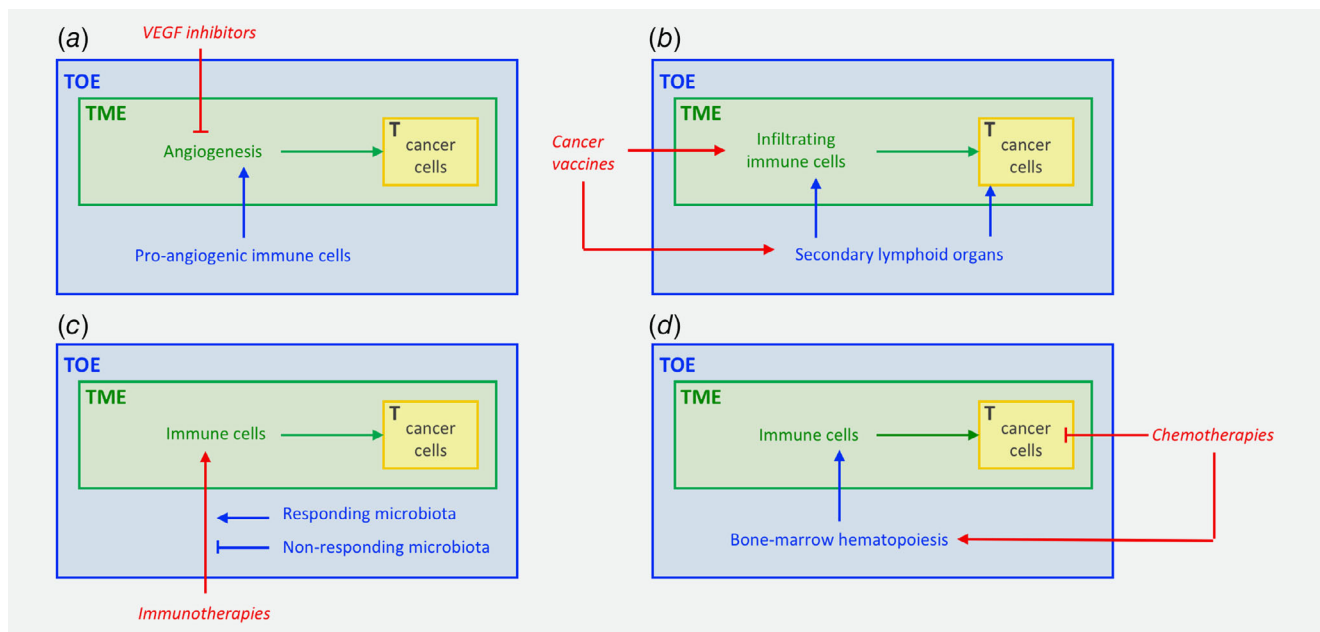 (a)
VEGF inhibitors
TOE
TME
Angiogenesis
T
cancer
cells
Pro-angiogenic immune cells
(b)
TOE
TME
Cancer
vaccines
Infiltrating
immune cells
T
cancer
cells
Secondary lymphoid organs
(c)
TOE
TME
Immune cells
T
cancer
cells
Responding microbiota
Non-responding microbiota
Immunotherapies
(d)
TOE
TME
Immune cells
T
cancer
cells
Chemotherapies
Bone-marrow hematopoiesis